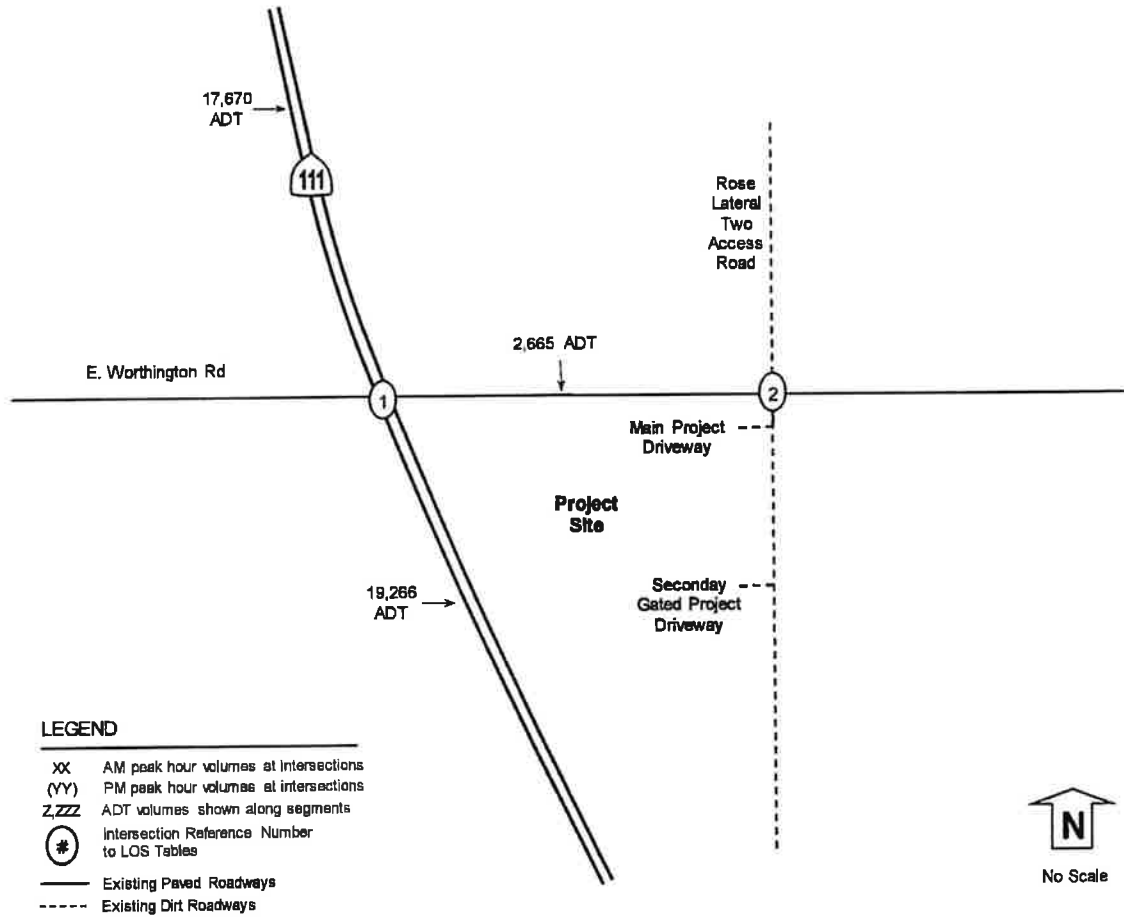 17,670
ADT
111
Rose
Lateral
Two
Access
Road
2,665 ADT
E. Worthington Rd
1
2
Main Project
Driveway
Project
Site
Seconday
Gated Project
Driveway
19,266
ADT
LEGEND
XX AM peak hour volumes at intersections
(YY) PM peak hour volumes at intersections
Z,ZZZ ADT volumes shown along segments
# Intersection Reference Number
to LOS Tables
Existing Paved Roadways
Existing Dirt Roadways
N
No Scale